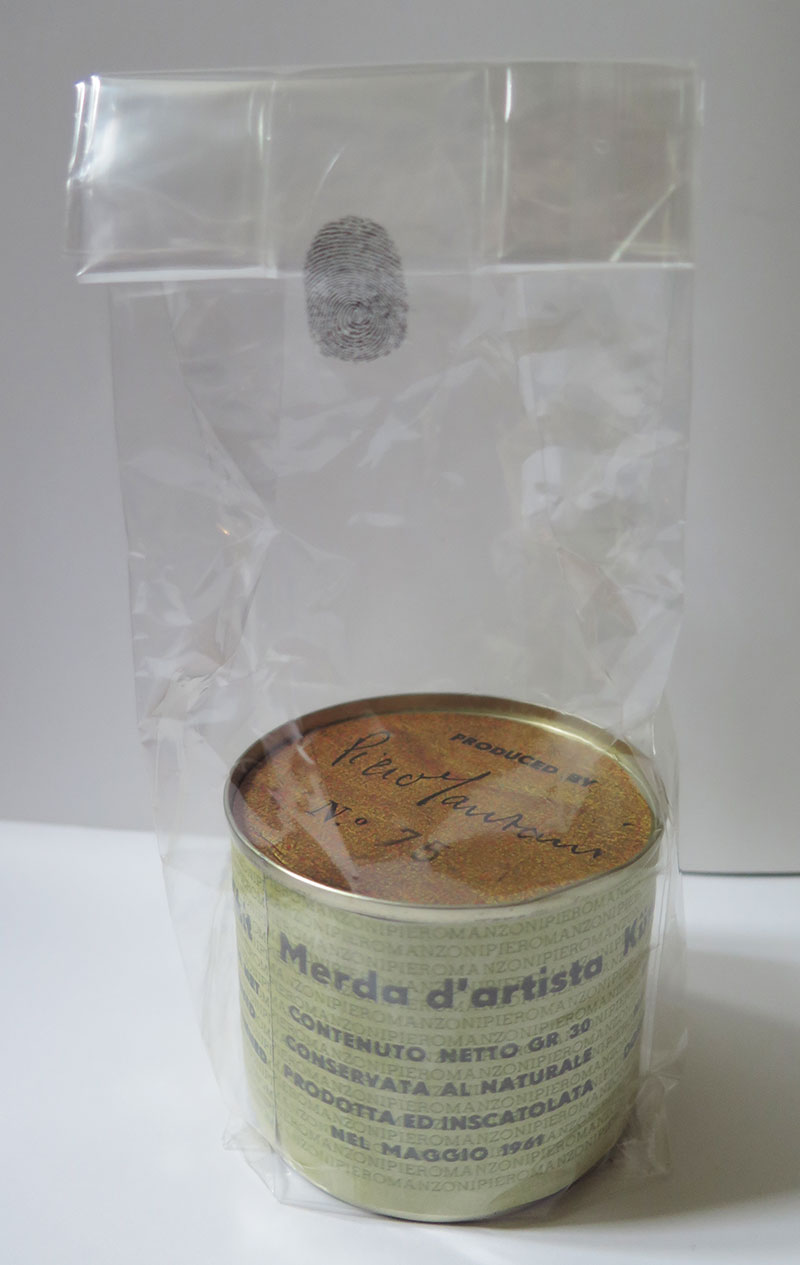 PRODUCED BY
Piero Manzoni
N.º 75
PIEROMANZONIPIEROMANZONIPIEROMANZONI
Merda d'artista
CONTENUTO NETTO GR 30
CONSERVATA AL NATURALE
PRODOTTA ED INSCATOLATA
NEL MAGGIO 1961